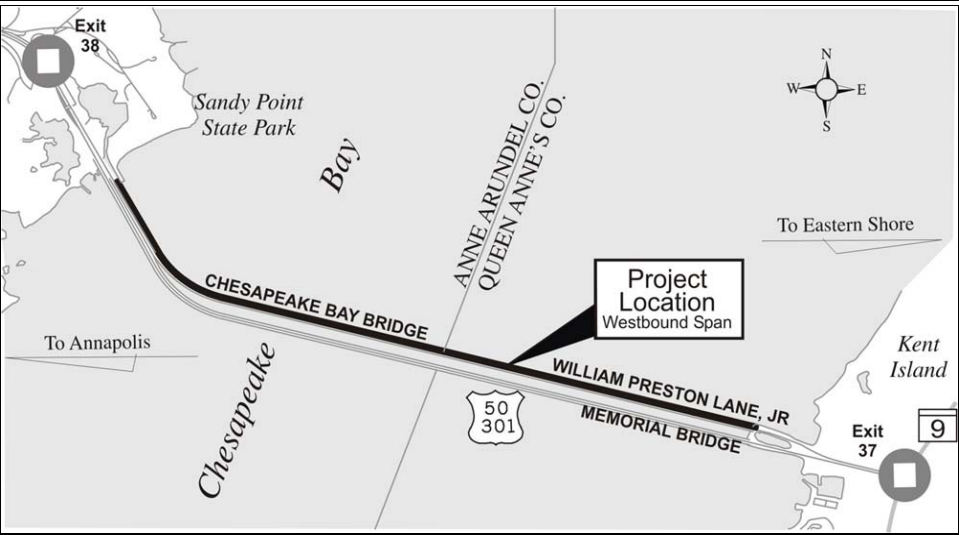 Exit
38
Sandy Point
State Park
Bay
ANNE ARUNDEL CO.
QUEEN ANNE'S CO.
N
W
E
S
To Eastern Shore
Project
Location
Westbound Span
CHESAPEAKE BAY BRIDGE
To Annapolis
Chesapeake
WILLIAM PRESTON LANE, JR
MEMORIAL BRIDGE
50
301
Kent
Island
9
Exit
37